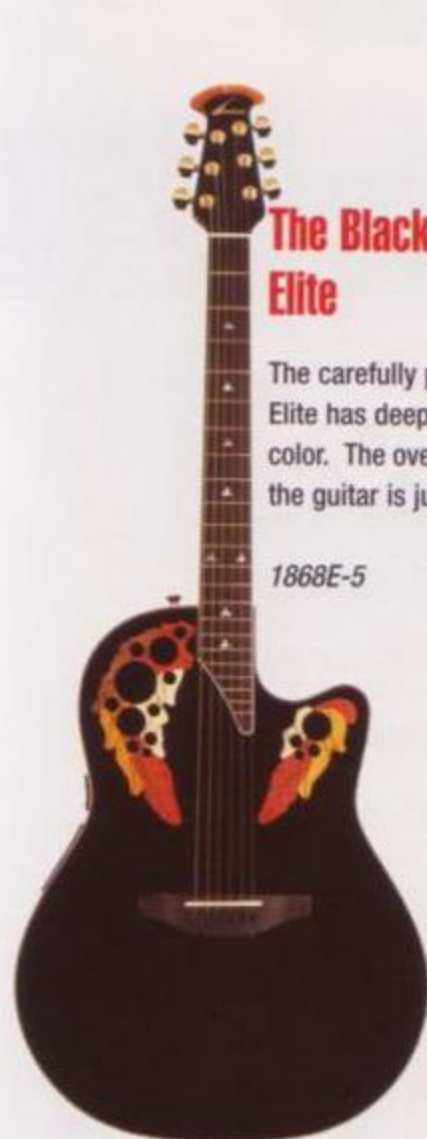 The Black
Elite
The carefully
Elite has deep
color. The ove
the guitar is ju
1868E-5